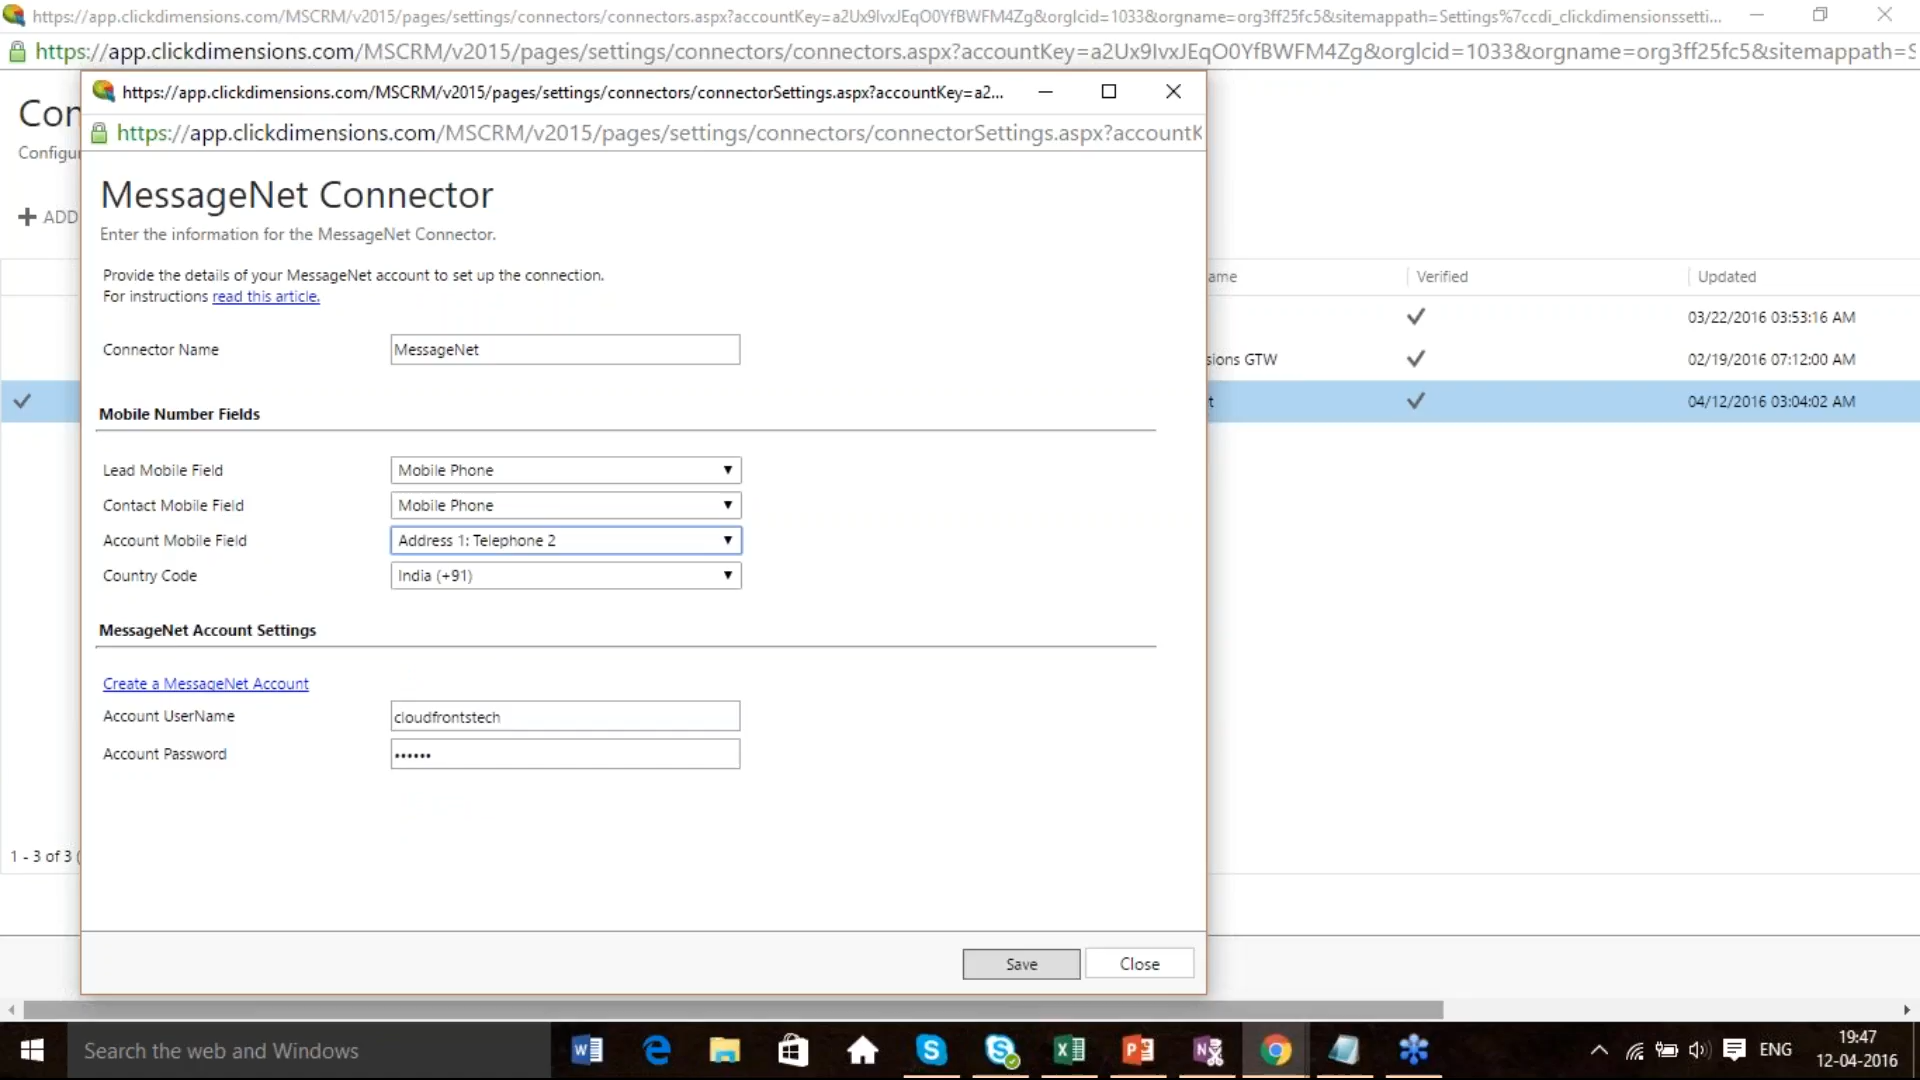 https://app.clickdimensions.com/MSCRM/v2015/pages/settings/connectors/connectors.aspx?accountKey=a2Ux9IvxJEqO0YfBWFM4Zg&orglcid=1033&orgname=org3ff25fc5&sitemappath=Settings%7ccdi_clickdimensionssetti...
https://app.clickdimensions.com/MSCRM/v2015/pages/settings/connectors/connectors.aspx?accountKey=a2Ux9IvxJEqO0YfBWFM4Zg&orglcid=1033&orgname=org3ff25fc5&sitemappath=S
https://app.clickdimensions.com/MSCRM/v2015/pages/settings/connectors/connectorSettings.aspx?accountKey=a2...
https://app.clickdimensions.com/MSCRM/v2015/pages/settings/connectors/connectorSettings.aspx?accountK
Con
Configu
ADD
MessageNet Connector
Enter the information for the MessageNet Connector.
Provide the details of your MessageNet account to set up the connection.
For instructions read this article.
Connector Name MessageNet
Mobile Number Fields
Lead Mobile Field Mobile Phone
Contact Mobile Field Mobile Phone
Account Mobile Field Address 1: Telephone 2
Country Code India (+91)
MessageNet Account Settings
Create a MessageNet Account
Account UserName cloudfrontstech
Account Password ••••••
Save Close
ame Verified Updated
03/22/2016 03:53:16 AM
sions GTW 02/19/2016 07:12:00 AM
t 04/12/2016 03:04:02 AM
1 - 3 of 3 (
Search the web and Windows
ENG
19:47
12-04-2016